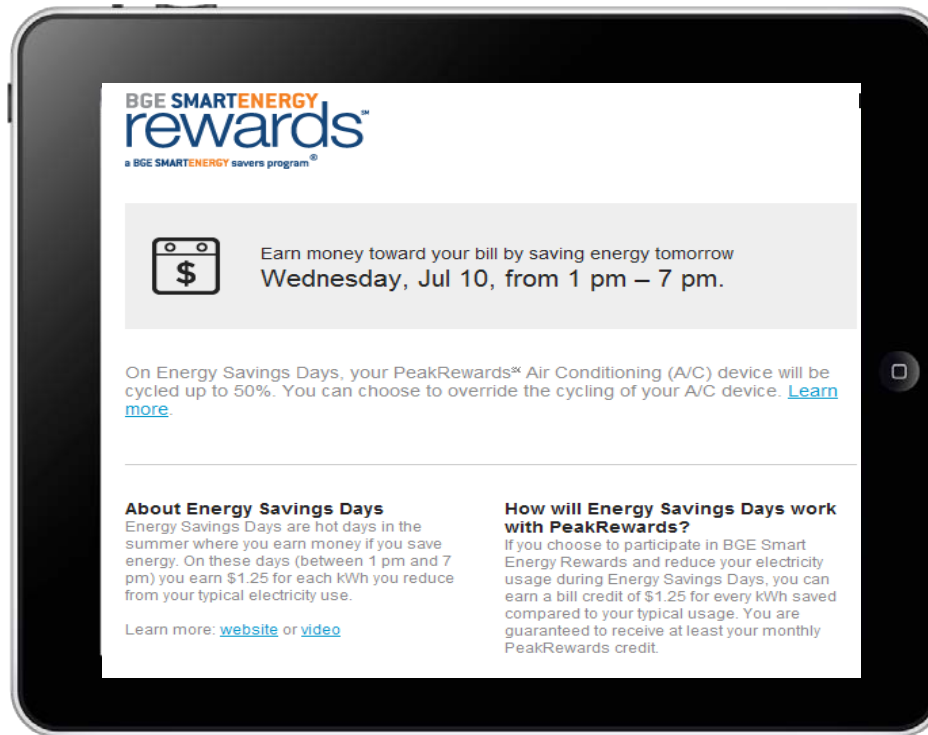 BGE SMARTENERGY
rewards℠
a BGE SMARTENERGY savers program®
$
Earn money toward your bill by saving energy tomorrow
Wednesday, Jul 10, from 1 pm – 7 pm.
On Energy Savings Days, your PeakRewards℠ Air Conditioning (A/C) device will be
cycled up to 50%. You can choose to override the cycling of your A/C device. Learn
more.
About Energy Savings Days
Energy Savings Days are hot days in the
summer where you earn money if you save
energy. On these days (between 1 pm and 7
pm) you earn $1.25 for each kWh you reduce
from your typical electricity use.
Learn more: website or video
How will Energy Savings Days work
with PeakRewards?
If you choose to participate in BGE Smart
Energy Rewards and reduce your electricity
usage during Energy Savings Days, you can
earn a bill credit of $1.25 for every kWh saved
compared to your typical usage. You are
guaranteed to receive at least your monthly
PeakRewards credit.